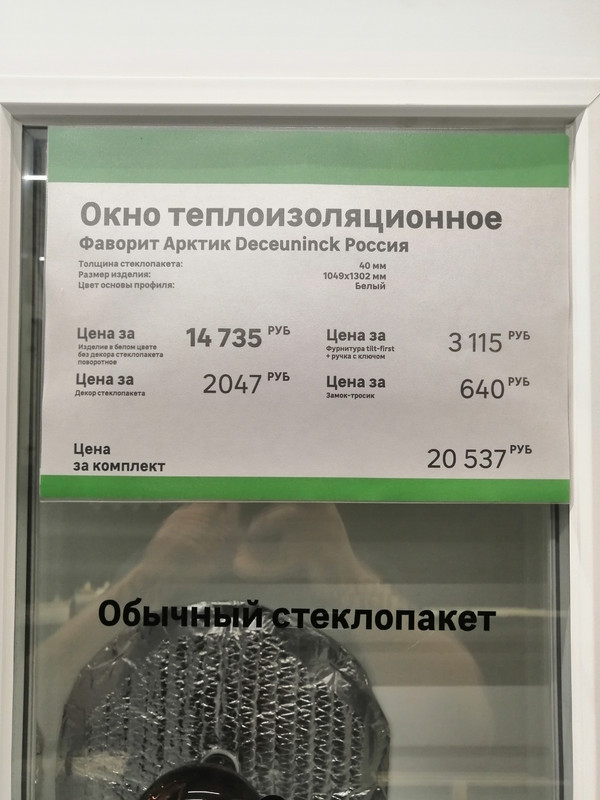 Окно теплоизоляционное
Фаворит Арктик Deceuninck Россия
Толщина стеклопакета: 40 мм
Размер изделия: 1049х1302 мм
Цвет основы профиля: Белый
Цена за 14 735 РУБ
Изделие в белом цвете
без декора стеклопакета
поворотное
Цена за 3 115 РУБ
Фурнитура tilt-first
+ ручка с ключом
Цена за 2047 РУБ
Декор стеклопакета
Цена за 640 РУБ
Замок-тросик
Цена
за комплект 20 537 РУБ
Обычный стеклопакет